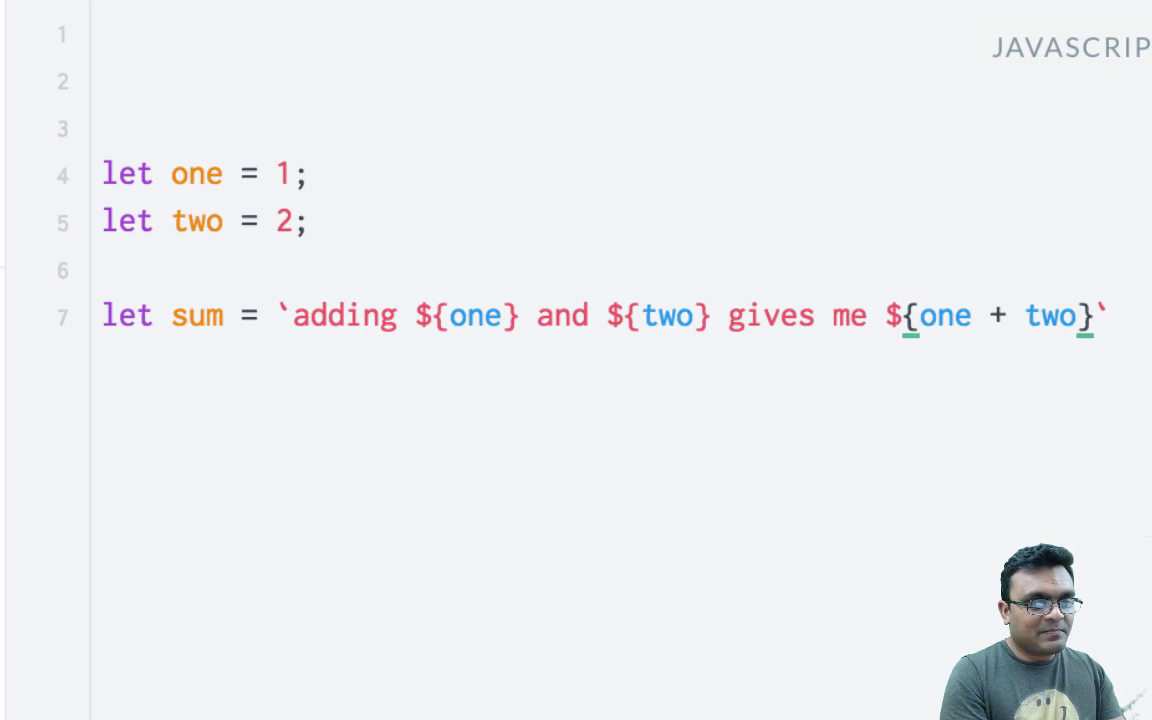 1
JAVASCRIP
2
3
4 let one = 1;
5 let two = 2;
6
7 let sum = `adding ${one} and ${two} gives me ${one + two}`